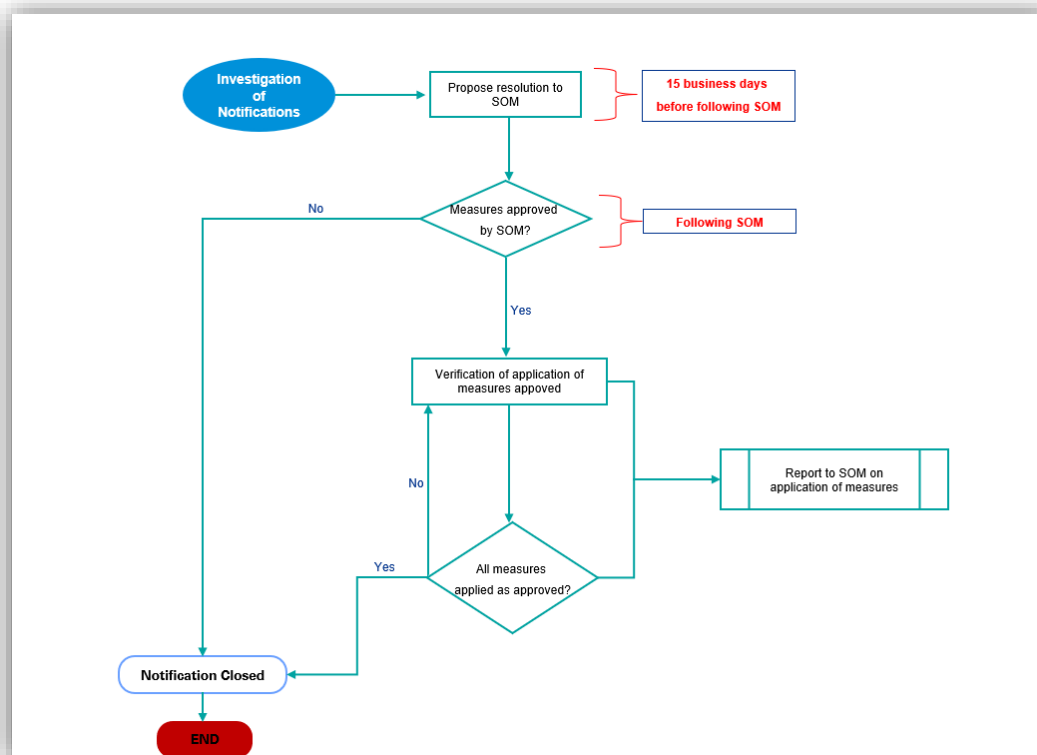 Investigation
of
Notifications
Propose resolution to
SOM
15 business days
before following SOM
No
Measures approved
by SOM?
Following SOM
Yes
Verification of application of
measures appoved
No
Report to SOM on
application of measures
Yes
All measures
applied as approved?
Notification Closed
END